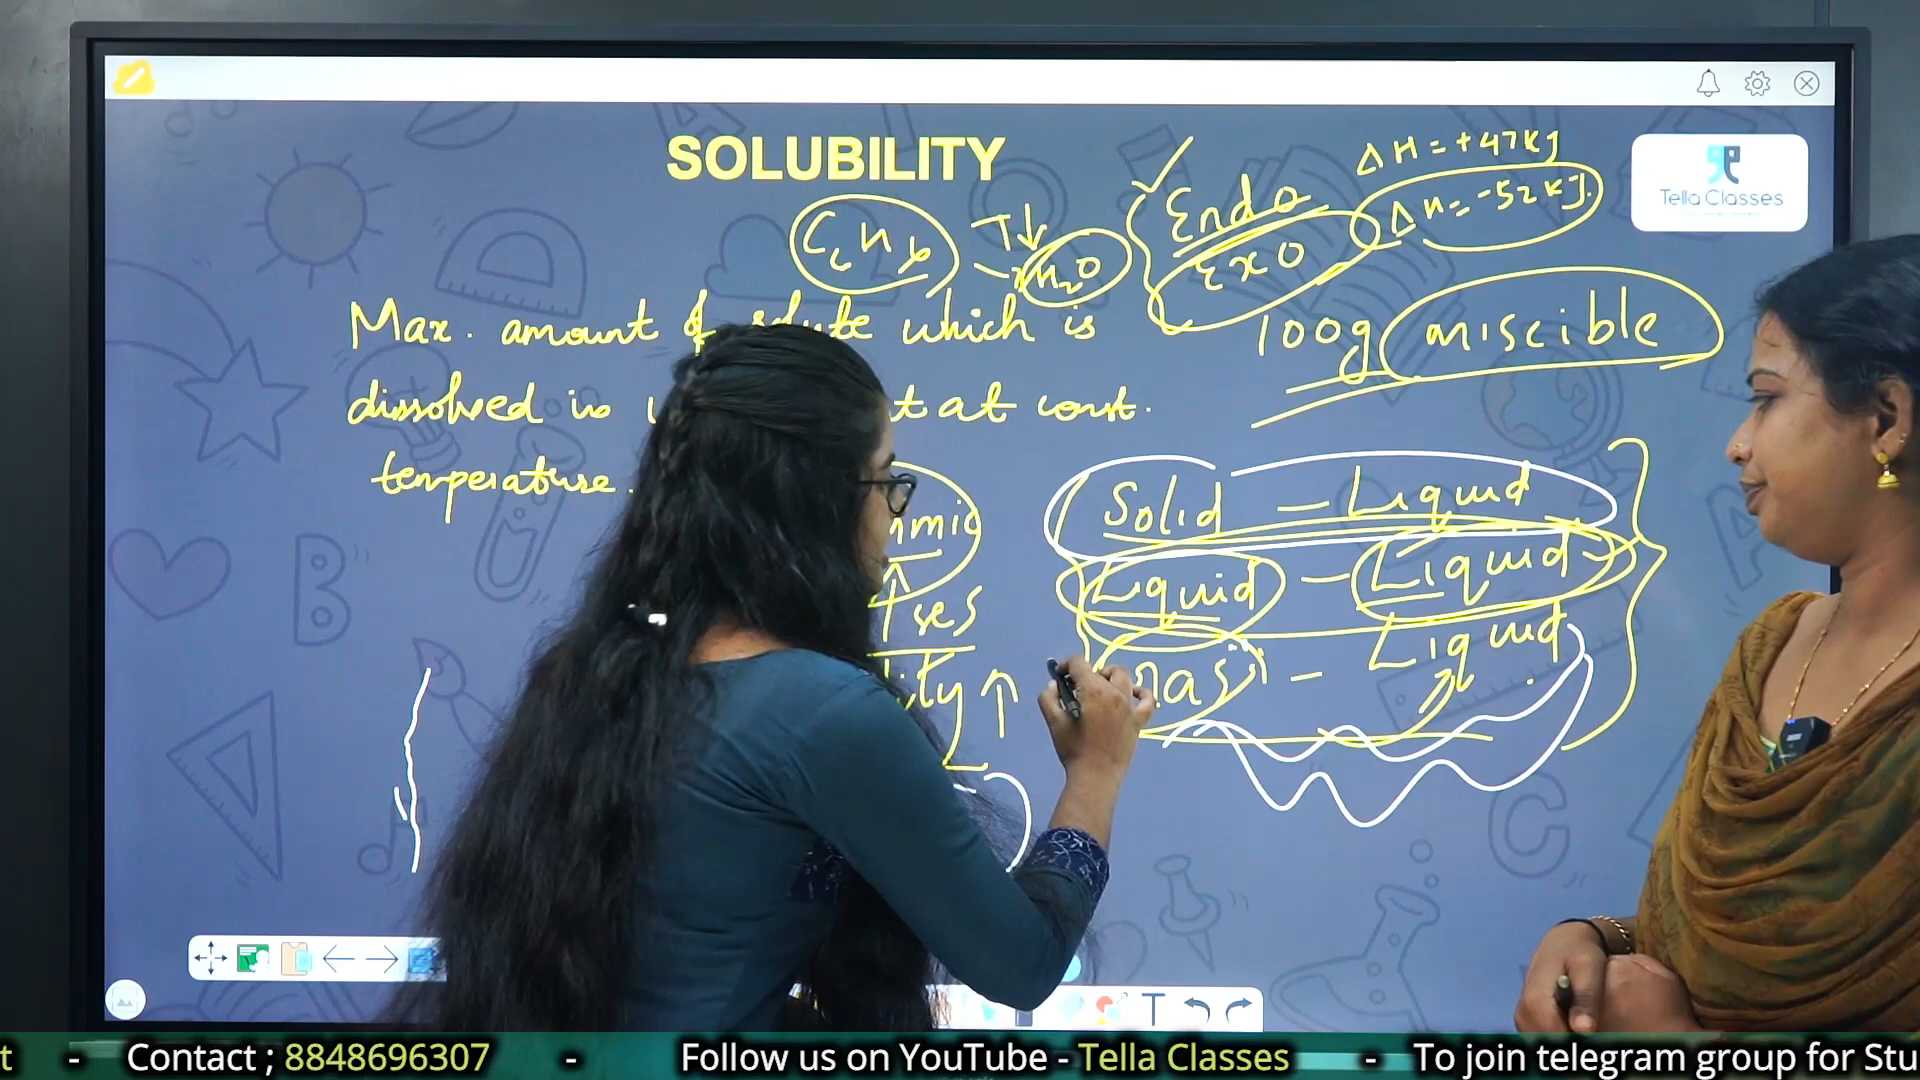 SOLUBILITY
Tella Classes
ΔH = +47KJ
ΔH = -52KJ.
Endo
Exo
C6H6
T↓
H2O
Max. amount of solute which is
100g miscible
dissolved in at const.
temperature.
Solid - Liquid
Liquid - Liquid
↑ses
Gas - Liquid
↑
T
- Contact ; 8848696307 - Follow us on YouTube - Tella Classes - To join telegram group for Stu